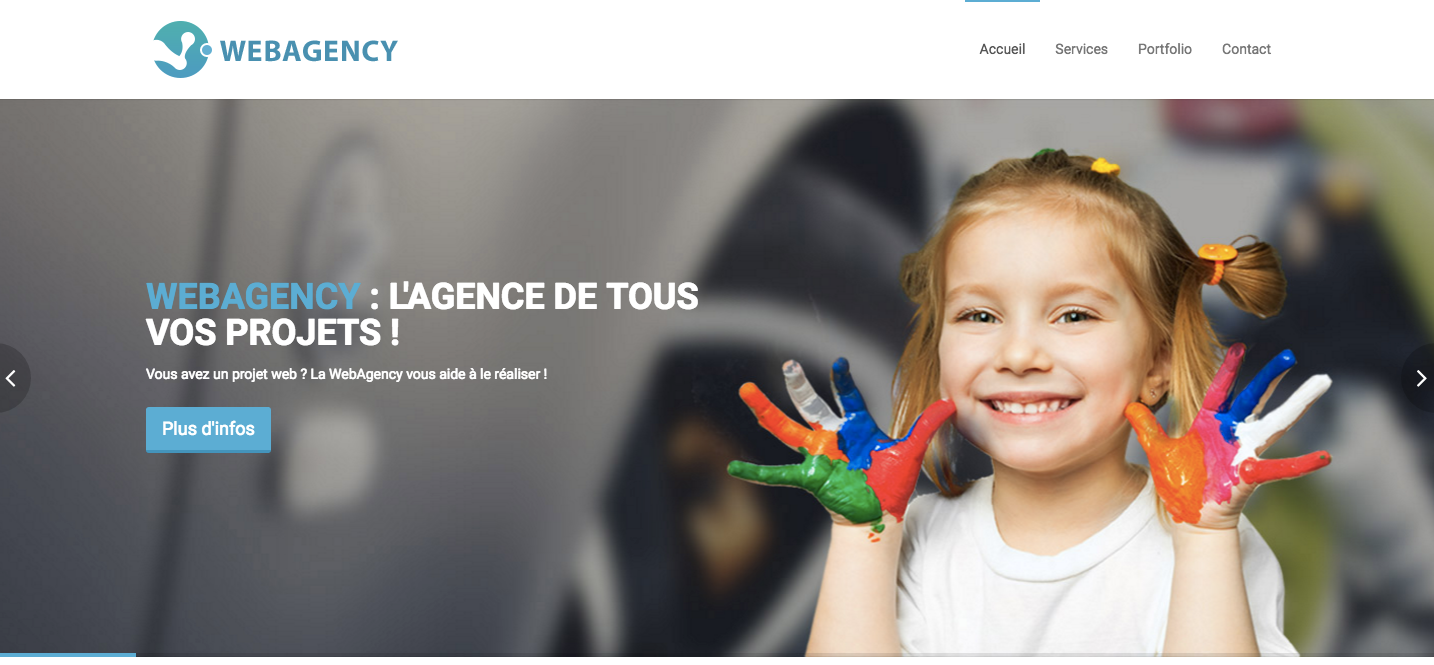 WEBAGENCY
Accueil Services Portfolio Contact
WEBAGENCY : L'AGENCE DE TOUS
VOS PROJETS !
Vous avez un projet web ? La WebAgency vous aide à le réaliser !
Plus d'infos